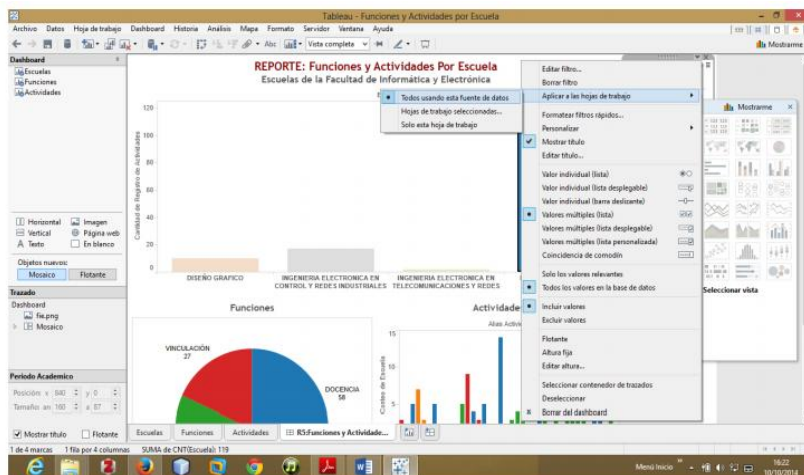 Tableau - Funciones y Actividades por Escuela
Archivo Datos Hoja de trabajo Dashboard Historia Análisis Mapa Formato Servidor Ventana Ayuda
Abc
Vista completa
Mostrarme
Dashboard
Escuelas
Funciones
Actividades
Horizontal
Imagen
Vertical
Página web
A Texto
En blanco
Objetos nuevos:
Mosaico
Flotante
Trazado
Dashboard
fie.png
Mosaico
Periodo Academico
Posición: x 840 y 0
Tamaño: an 160 a 87
Mostrar título
Flotante
REPORTE: Funciones y Actividades Por Escuela
Escuelas de la Facultad de Informática y Electrónica
Cantidad de Registro de Actividades
120
100
80
60
40
20
0
DISEÑO GRAFICO
INGENIERIA ELECTRONICA EN CONTROL Y REDES INDUSTRIALES
INGENIERIA ELECTRONICA EN TELECOMUNICACIONES Y REDES
Funciones
VINCULACIÓN
27
DOCENCIA
58
Actividade
Alias Activi
15
10
5
Todos usando esta fuente de datos
Hojas de trabajo seleccionadas...
Solo esta hoja de trabajo
Editar filtro...
Borrar filtro
Aplicar a las hojas de trabajo
Formatear filtros rápidos...
Personalizar
Mostrar título
Editar título...
Valor individual (lista)
Valor individual (lista desplegable)
Valor individual (barra deslizante)
Valores múltiples (lista)
Valores múltiples (lista desplegable)
Valores múltiples (lista personalizada)
Coincidencia de comodín
Solo los valores relevantes
Todos los valores en la base de datos
Incluir valores
Excluir valores
Flotante
Altura fija
Editar altura...
Seleccionar contenedor de trazados
Deseleccionar
Borrar del dashboard
Mostrarme
Seleccionar vista
Escuelas
Funciones
Actividades
R5:Funciones y Actividade...
1 de 4 marcas 1 fila por 4 columnas SUMA de CNT(Escuela): 119
Menú Inicio
16:22
10/10/2014